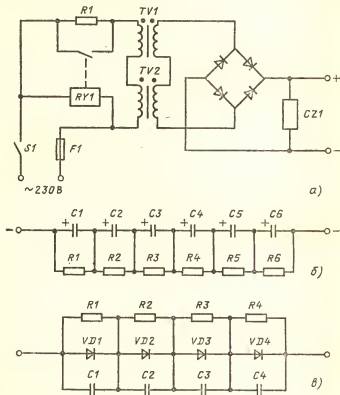 R1 TV1
RY1 TV2
S1 F1 CZ1
+
−
~230В
а)
− + C1 + C2 + C3 + C4 + C5 + C6 −
R1 R2 R3 R4 R5 R6
б)
R1 R2 R3 R4
VD1 VD2 VD3 VD4
C1 C2 C3 C4
в)